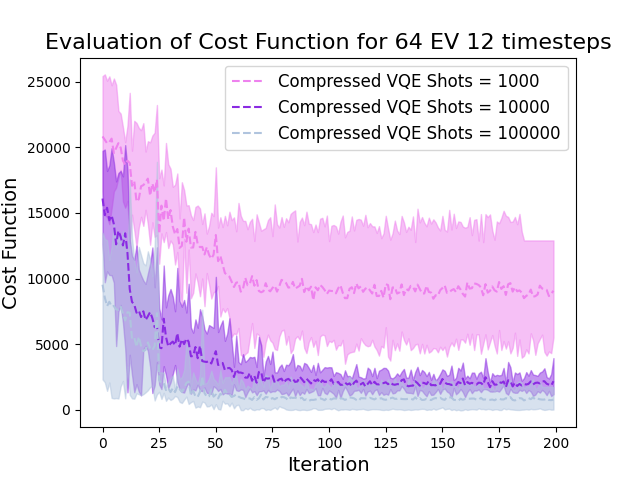 Evaluation of Cost Function for 64 EV 12 timesteps
Compressed VQE Shots = 1000
Compressed VQE Shots = 10000
Compressed VQE Shots = 100000
Cost Function
25000
20000
15000
10000
5000
0
0 25 50 75 100 125 150 175 200
Iteration